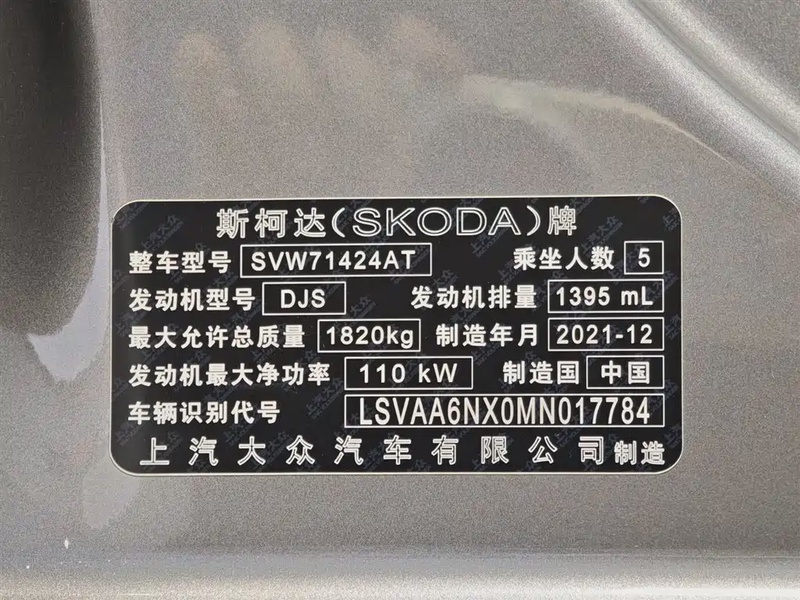 斯柯达(SKODA)牌
整车型号 SVW71424AT 乘坐人数 5
发动机型号 DJS 发动机排量 1395 mL
最大允许总质量 1820kg 制造年月 2021-12
发动机最大净功率 110 kW 制造国 中国
车辆识别代号 LSVAA6NX0MN017784
上汽大众汽车有限公司制造